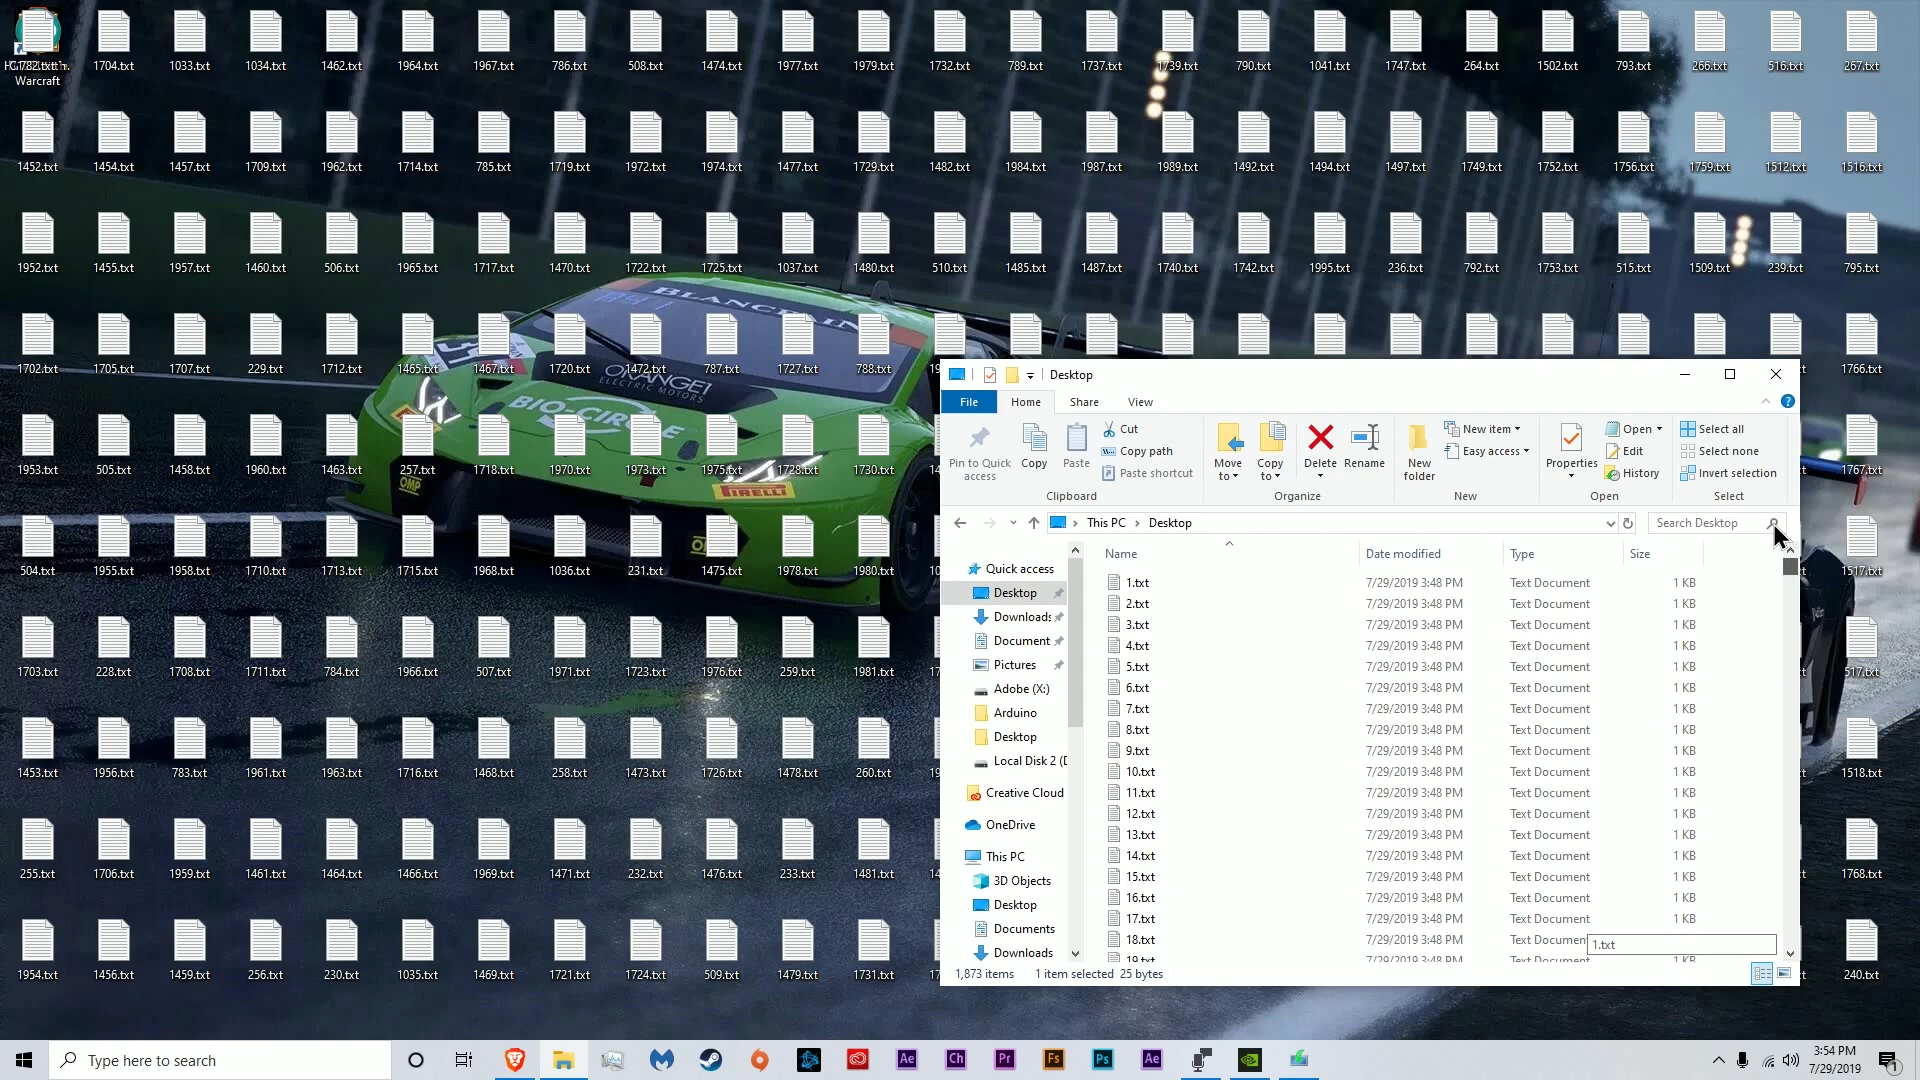 1782.txt 1704.txt 1033.txt 1034.txt 1462.txt 1964.txt 1967.txt 786.txt 508.txt 1474.txt 1977.txt 1979.txt 1732.txt 789.txt 1737.txt 1739.txt 790.txt 1041.txt 1747.txt 264.txt 1502.txt 793.txt 266.txt 516.txt 267.txt
Warcraft
1452.txt 1454.txt 1457.txt 1709.txt 1962.txt 1714.txt 785.txt 1719.txt 1972.txt 1974.txt 1477.txt 1729.txt 1482.txt 1984.txt 1987.txt 1989.txt 1492.txt 1494.txt 1497.txt 1749.txt 1752.txt 1756.txt 1759.txt 1512.txt 1516.txt
1952.txt 1455.txt 1957.txt 1460.txt 506.txt 1965.txt 1717.txt 1470.txt 1722.txt 1725.txt 1037.txt 1480.txt 510.txt 1485.txt 1487.txt 1740.txt 1742.txt 1995.txt 236.txt 792.txt 1753.txt 515.txt 1509.txt 239.txt 795.txt
BLANCPAIN
1702.txt 1705.txt 1707.txt 229.txt 1712.txt 1465.txt 1467.txt 1720.txt 1472.txt 787.txt 1727.txt 788.txt 1766.txt
ORANGE1
ELECTRIC MOTORS
BIO-CIRCLE
1953.txt 505.txt 1458.txt 1960.txt 1463.txt 257.txt 1718.txt 1970.txt 1973.txt 1975.txt 1728.txt 1730.txt 1767.txt
OMP
PIRELLI
504.txt 1955.txt 1958.txt 1710.txt 1713.txt 1715.txt 1968.txt 1036.txt 231.txt 1475.txt 1978.txt 1980.txt 1517.txt
1703.txt 228.txt 1708.txt 1711.txt 784.txt 1966.txt 507.txt 1971.txt 1723.txt 1976.txt 259.txt 1981.txt 517.txt
1453.txt 1956.txt 783.txt 1961.txt 1963.txt 1716.txt 1468.txt 258.txt 1473.txt 1726.txt 1478.txt 260.txt 1518.txt
255.txt 1706.txt 1959.txt 1461.txt 1464.txt 1466.txt 1969.txt 1471.txt 232.txt 1476.txt 233.txt 1481.txt 1768.txt
1954.txt 1456.txt 1459.txt 256.txt 230.txt 1035.txt 1469.txt 1721.txt 1724.txt 509.txt 1479.txt 1731.txt 240.txt
Desktop
File Home Share View
Pin to Quick access
Copy
Paste
Cut
Copy path
Paste shortcut
Clipboard
Move to
Copy to
Delete
Rename
Organize
New folder
New item
Easy access
New
Properties
Open
Edit
History
Open
Select all
Select none
Invert selection
Select
This PC Desktop
Search Desktop
Quick access
Desktop
Downloads
Document
Pictures
Adobe (X:)
Arduino
Desktop
Local Disk 2 (D
Creative Cloud
OneDrive
This PC
3D Objects
Desktop
Documents
Downloads
Name Date modified Type Size
1.txt 7/29/2019 3:48 PM Text Document 1 KB
2.txt 7/29/2019 3:48 PM Text Document 1 KB
3.txt 7/29/2019 3:48 PM Text Document 1 KB
4.txt 7/29/2019 3:48 PM Text Document 1 KB
5.txt 7/29/2019 3:48 PM Text Document 1 KB
6.txt 7/29/2019 3:48 PM Text Document 1 KB
7.txt 7/29/2019 3:48 PM Text Document 1 KB
8.txt 7/29/2019 3:48 PM Text Document 1 KB
9.txt 7/29/2019 3:48 PM Text Document 1 KB
10.txt 7/29/2019 3:48 PM Text Document 1 KB
11.txt 7/29/2019 3:48 PM Text Document 1 KB
12.txt 7/29/2019 3:48 PM Text Document 1 KB
13.txt 7/29/2019 3:48 PM Text Document 1 KB
14.txt 7/29/2019 3:48 PM Text Document 1 KB
15.txt 7/29/2019 3:48 PM Text Document 1 KB
16.txt 7/29/2019 3:48 PM Text Document 1 KB
17.txt 7/29/2019 3:48 PM Text Document 1 KB
18.txt 7/29/2019 3:48 PM Text Document 1 KB
19.txt 7/29/2019 3:48 PM Text Document 1 KB
1.txt
1,873 items 1 item selected 25 bytes
Type here to search
Ae Ch Pr Fs Ps Ae
3:54 PM
7/29/2019
1